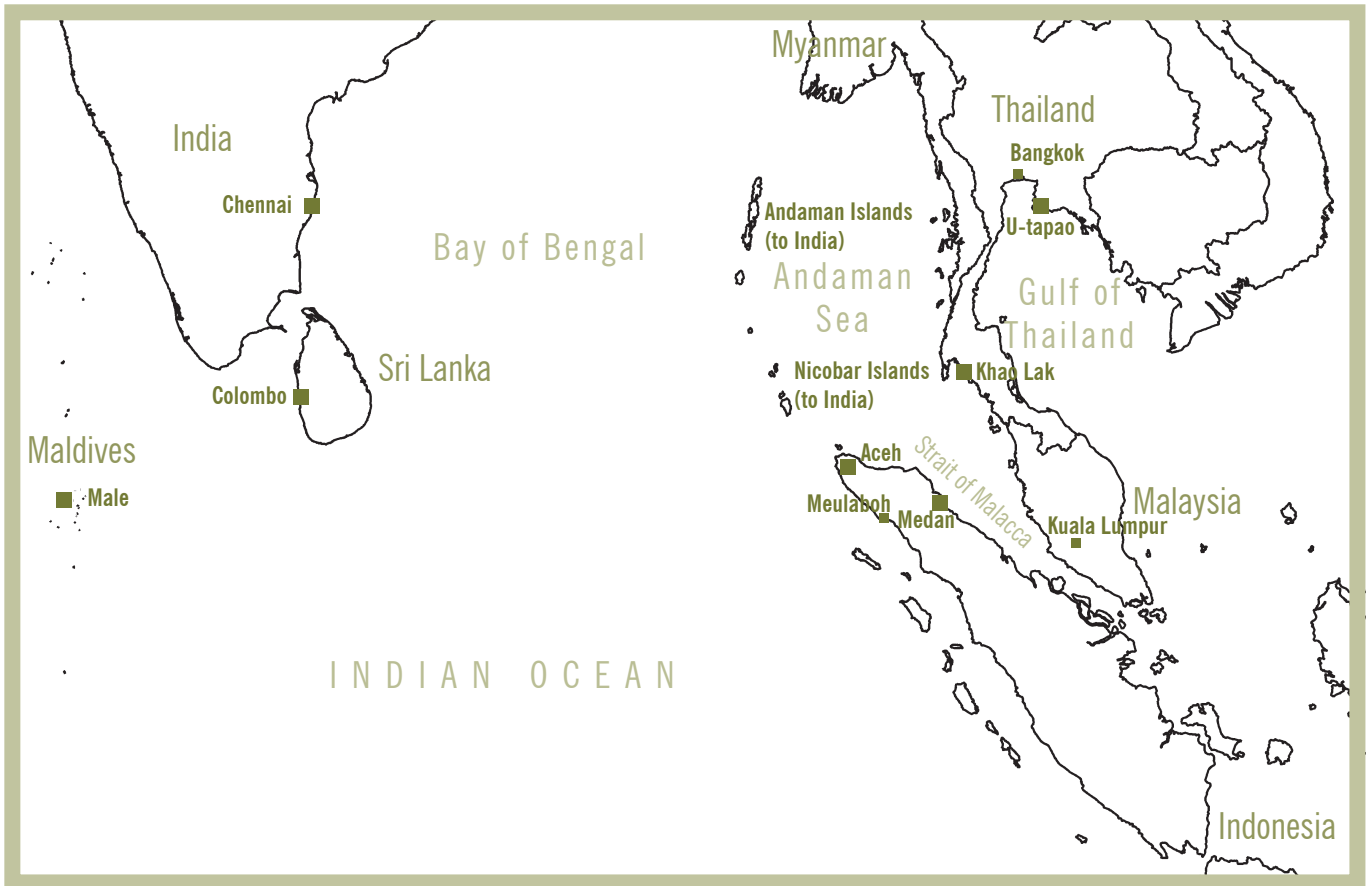 Myanmar
India
Thailand
Bangkok
Chennai
Andaman Islands
(to India)
U-tapao
Bay of Bengal
Andaman
Sea
Gulf of
Thailand
Sri Lanka
Nicobar Islands
(to India)
Khao Lak
Colombo
Maldives
Male
Aceh
Strait of Malacca
Meulaboh
Medan
Malaysia
Kuala Lumpur
INDIAN OCEAN
Indonesia